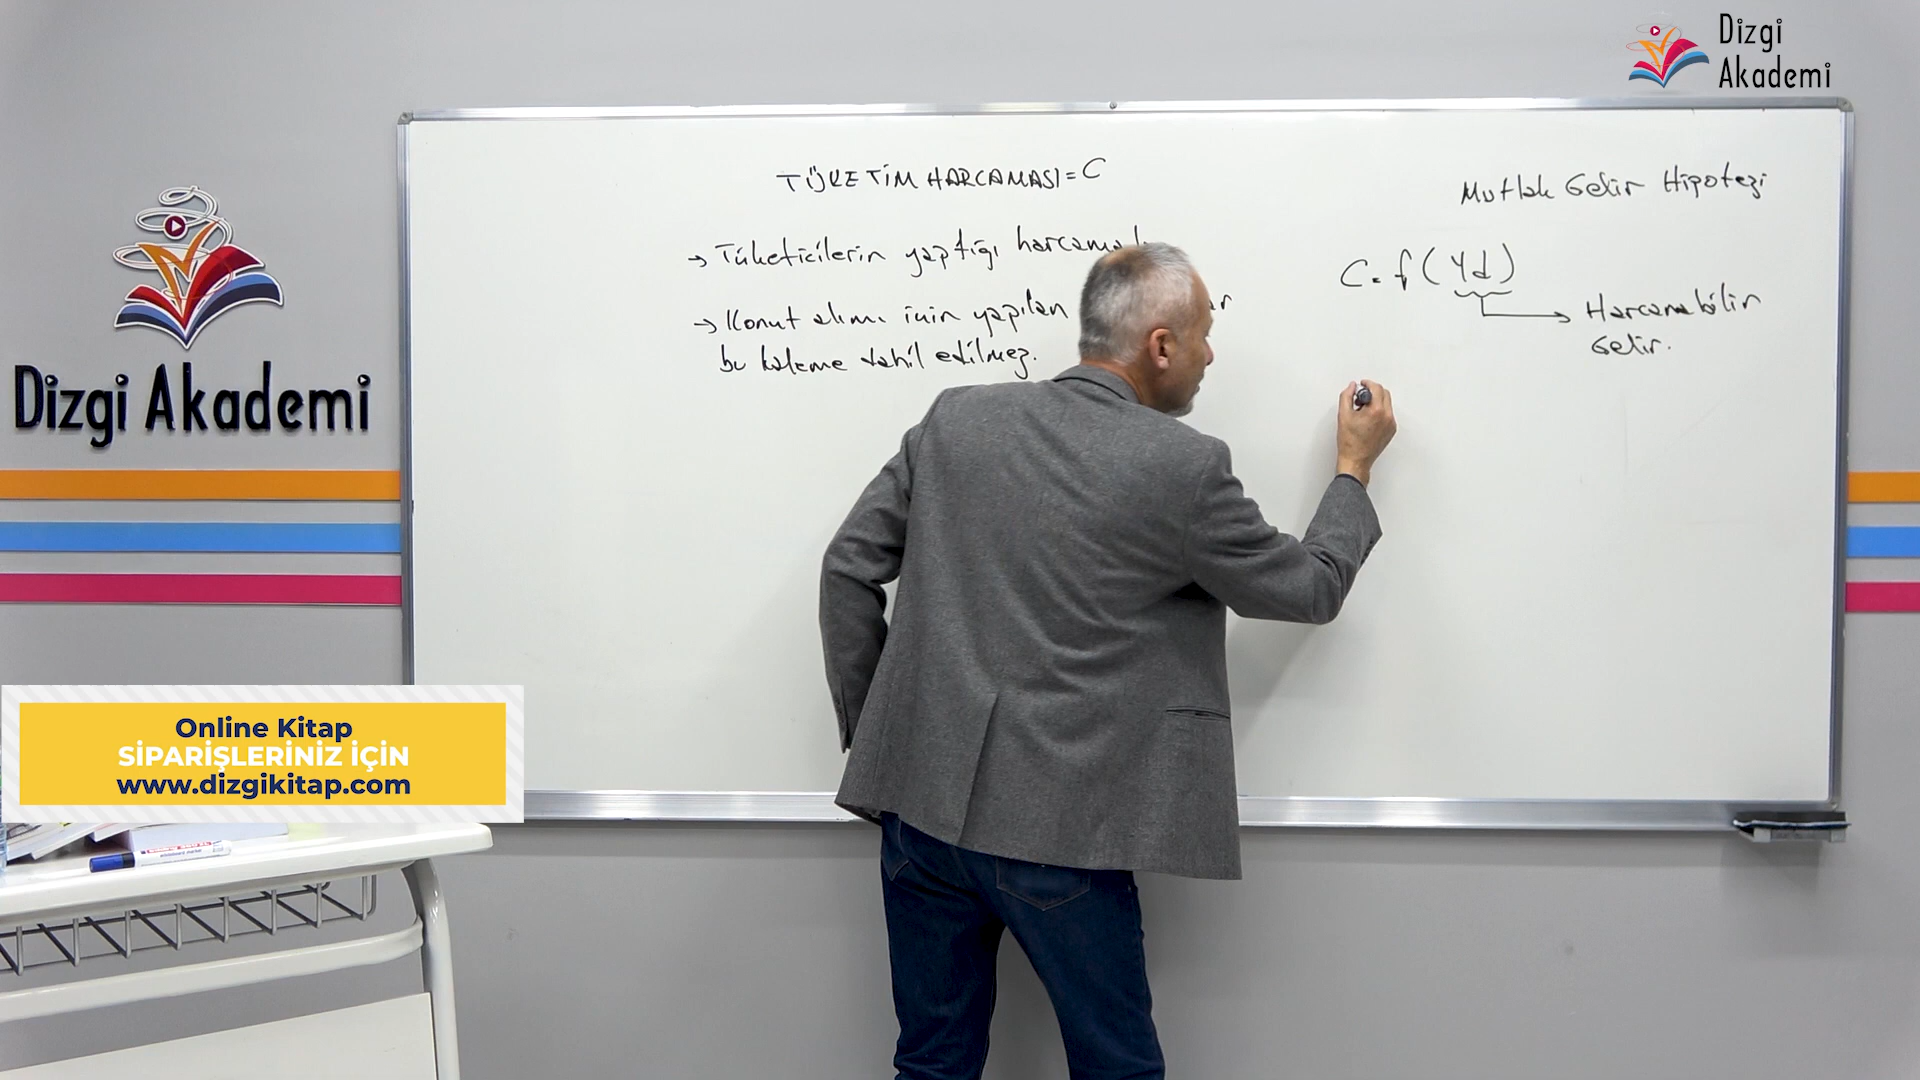 Dizgi
Akademi
TÜKETİM HARCAMASI = C
→ Tüketicilerin yaptığı
→ Konut alımı için yapılan
bu kaleme dahil edilmez.
Mutlak Gelir Hipotezi
C = f (Yd)
→ Harcanabilir
Gelir.
Dizgi Akademi
Online Kitap
SİPARİŞLERİNİZ İÇİN
www.dizgikitap.com